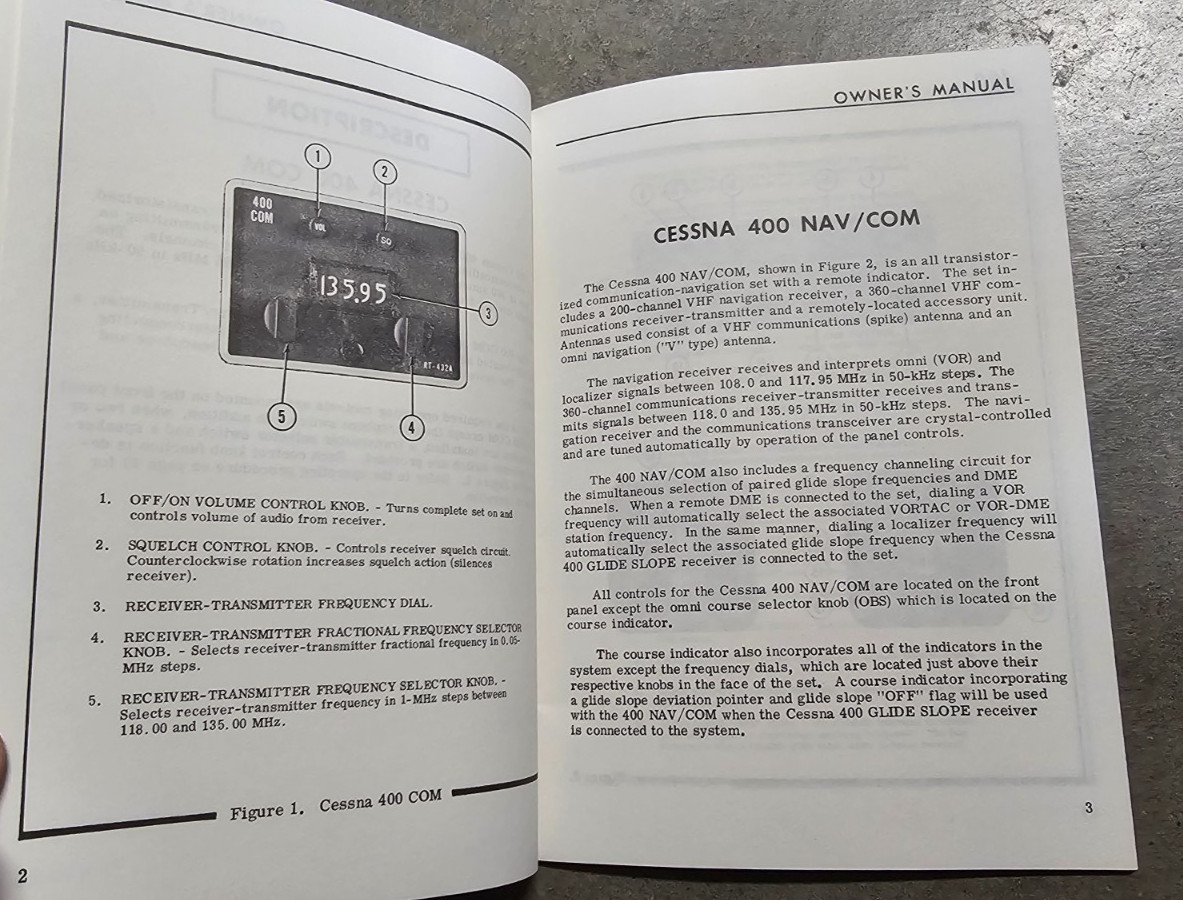 1
2
400
COM
VOL
SQ
135.95
3
RT-432A
5
4
1. OFF/ON VOLUME CONTROL KNOB. - Turns complete set on and
controls volume of audio from receiver.
2. SQUELCH CONTROL KNOB. - Controls receiver squelch circuit.
Counterclockwise rotation increases squelch action (silences
receiver).
3. RECEIVER-TRANSMITTER FREQUENCY DIAL.
4. RECEIVER-TRANSMITTER FRACTIONAL FREQUENCY SELECTOR
KNOB. - Selects receiver-transmitter fractional frequency in 0.05-
MHz steps.
5. RECEIVER-TRANSMITTER FREQUENCY SELECTOR KNOB. -
Selects receiver-transmitter frequency in 1-MHz steps between
118.00 and 135.00 MHz.
Figure 1. Cessna 400 COM
2
OWNER'S MANUAL
CESSNA 400 NAV/COM
The Cessna 400 NAV/COM, shown in Figure 2, is an all transistor-
ized communication-navigation set with a remote indicator. The set in-
cludes a 200-channel VHF navigation receiver, a 360-channel VHF com-
munications receiver-transmitter and a remotely-located accessory unit.
Antennas used consist of a VHF communications (spike) antenna and an
omni navigation ("V" type) antenna.
The navigation receiver receives and interprets omni (VOR) and
localizer signals between 108.0 and 117.95 MHz in 50-kHz steps. The
360-channel communications receiver-transmitter receives and trans-
mits signals between 118.0 and 135.95 MHz in 50-kHz steps. The navi-
gation receiver and the communications transceiver are crystal-controlled
and are tuned automatically by operation of the panel controls.
The 400 NAV/COM also includes a frequency channeling circuit for
the simultaneous selection of paired glide slope frequencies and DME
channels. When a remote DME is connected to the set, dialing a VOR
frequency will automatically select the associated VORTAC or VOR-DME
station frequency. In the same manner, dialing a localizer frequency will
automatically select the associated glide slope frequency when the Cessna
400 GLIDE SLOPE receiver is connected to the set.
All controls for the Cessna 400 NAV/COM are located on the front
panel except the omni course selector knob (OBS) which is located on the
course indicator.
The course indicator also incorporates all of the indicators in the
system except the frequency dials, which are located just above their
respective knobs in the face of the set. A course indicator incorporating
a glide slope deviation pointer and glide slope "OFF" flag will be used
with the 400 NAV/COM when the Cessna 400 GLIDE SLOPE receiver
is connected to the system.
3